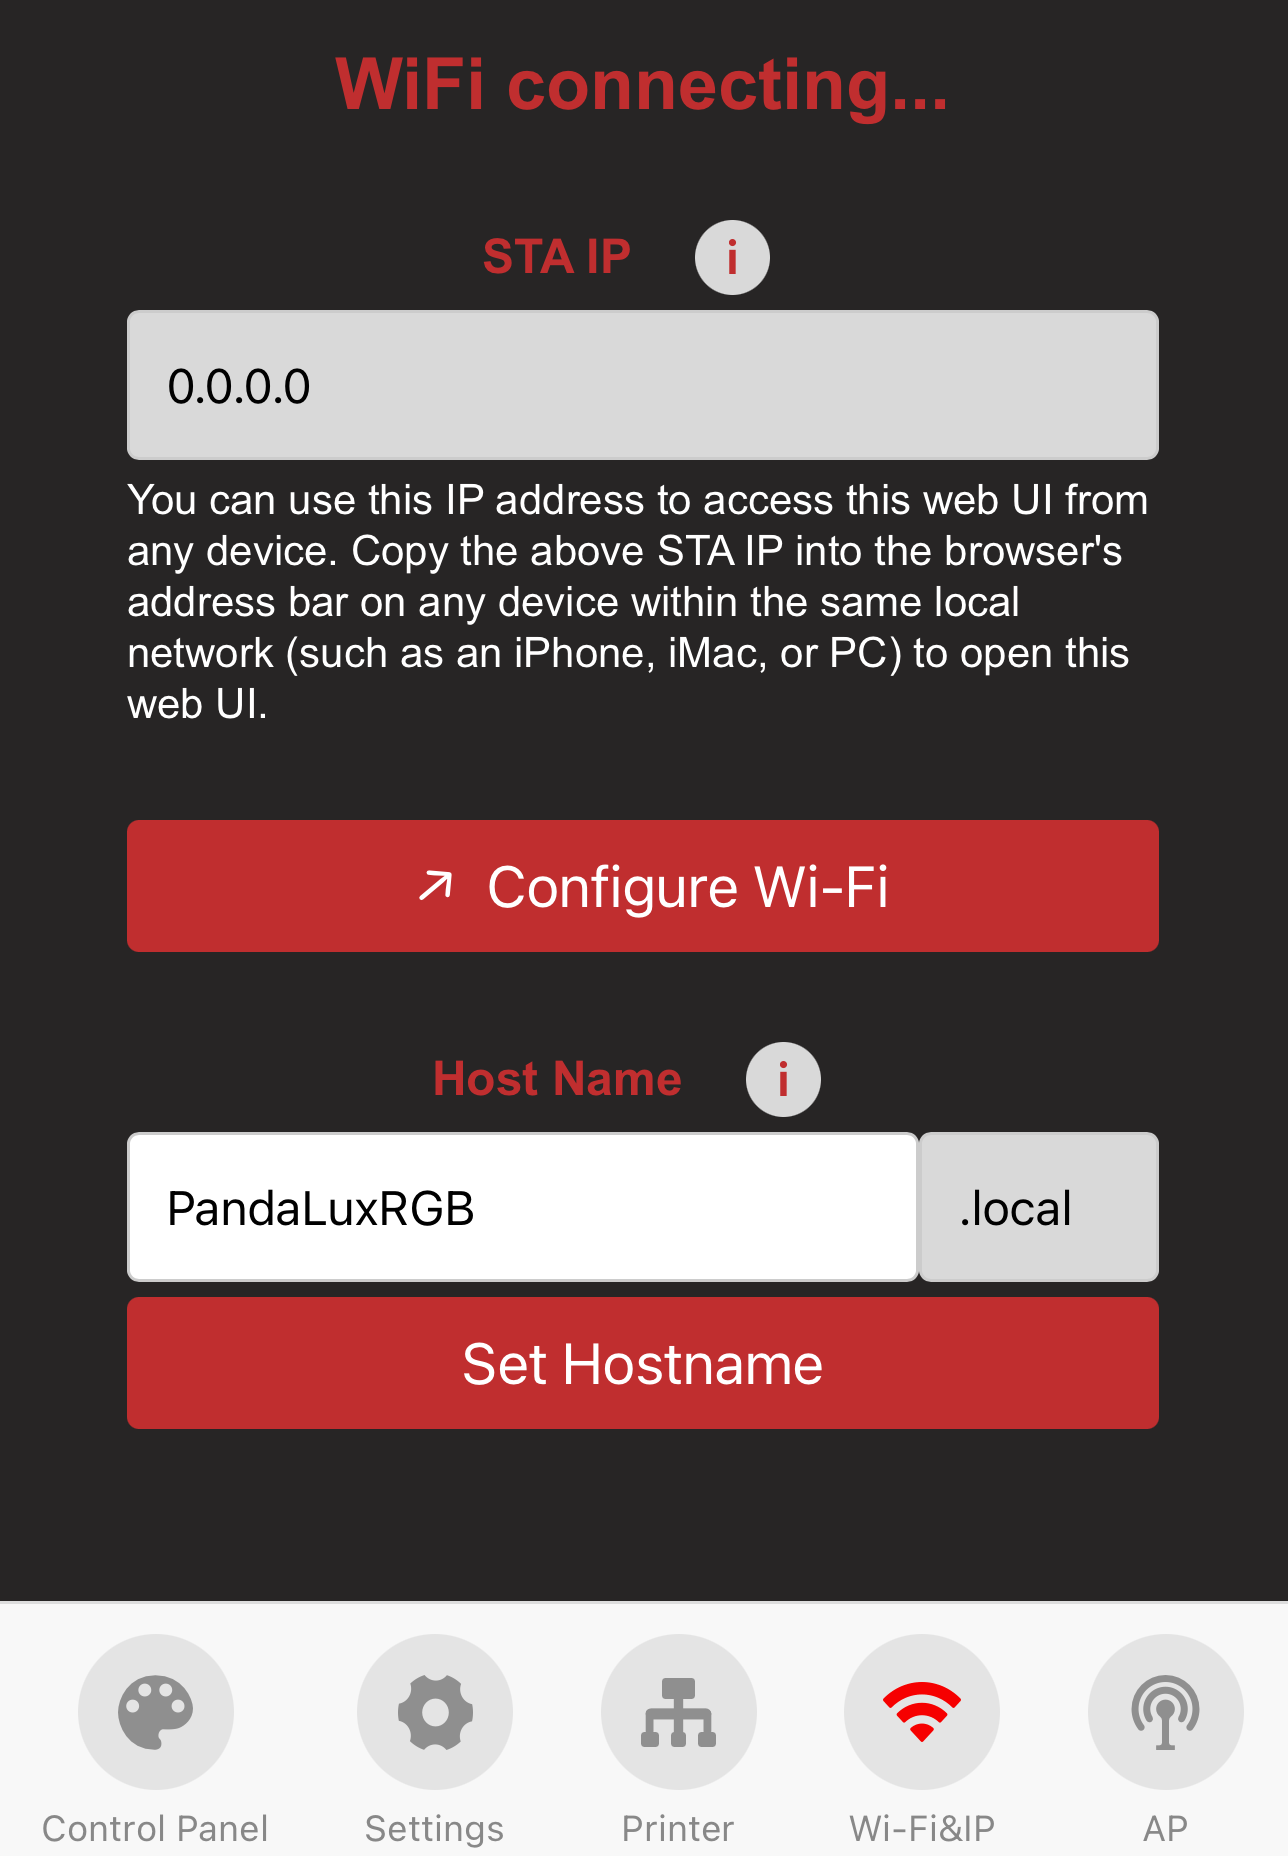 WiFi connecting...
STA IP i
0.0.0.0
You can use this IP address to access this web UI from
any device. Copy the above STA IP into the browser's
address bar on any device within the same local
network (such as an iPhone, iMac, or PC) to open this
web UI.
Configure Wi-Fi
Host Name i
PandaLuxRGB .local
Set Hostname
Control Panel Settings Printer Wi-Fi&IP AP